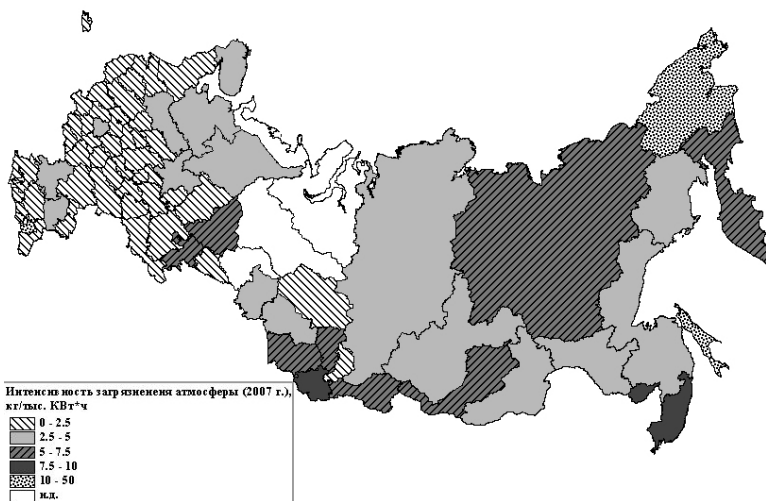 Интенсивность загрязненеия атмосферы (2007 г.),
кг/тыс. КВт*ч
0 - 2.5
2.5 - 5
5 - 7.5
7.5 - 10
10 - 50
н.д.